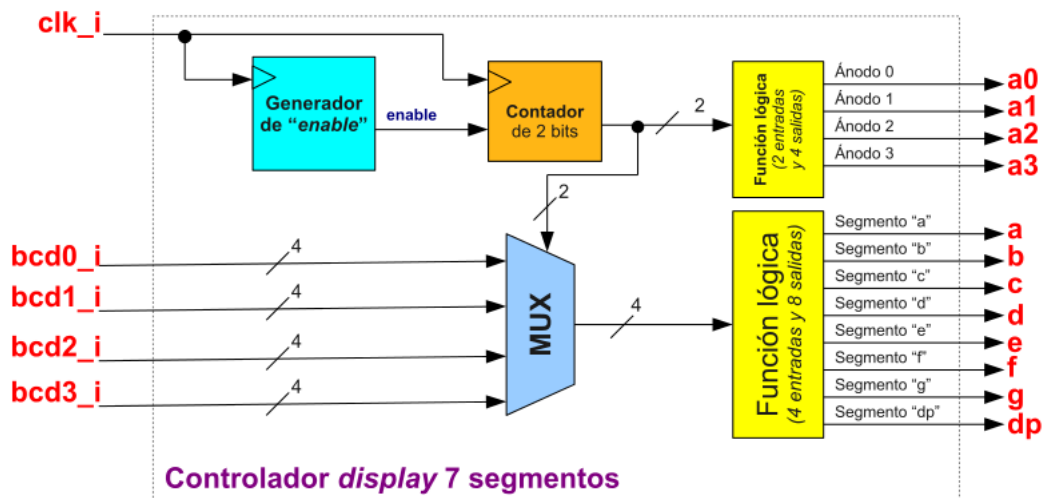 clk_i
Generador
de “enable”
enable
Contador
de 2 bits
2
2
Función lógica
(2 entradas
y 4 salidas)
Ánodo 0
a0
Ánodo 1
a1
Ánodo 2
a2
Ánodo 3
a3
bcd0_i
4
bcd1_i
4
bcd2_i
4
bcd3_i
4
MUX
4
Función lógica
(4 entradas y 8 salidas)
Segmento “a”
a
Segmento “b”
b
Segmento “c”
c
Segmento “d”
d
Segmento “e”
e
Segmento “f”
f
Segmento “g”
g
Segmento “dp”
dp
Controlador display 7 segmentos